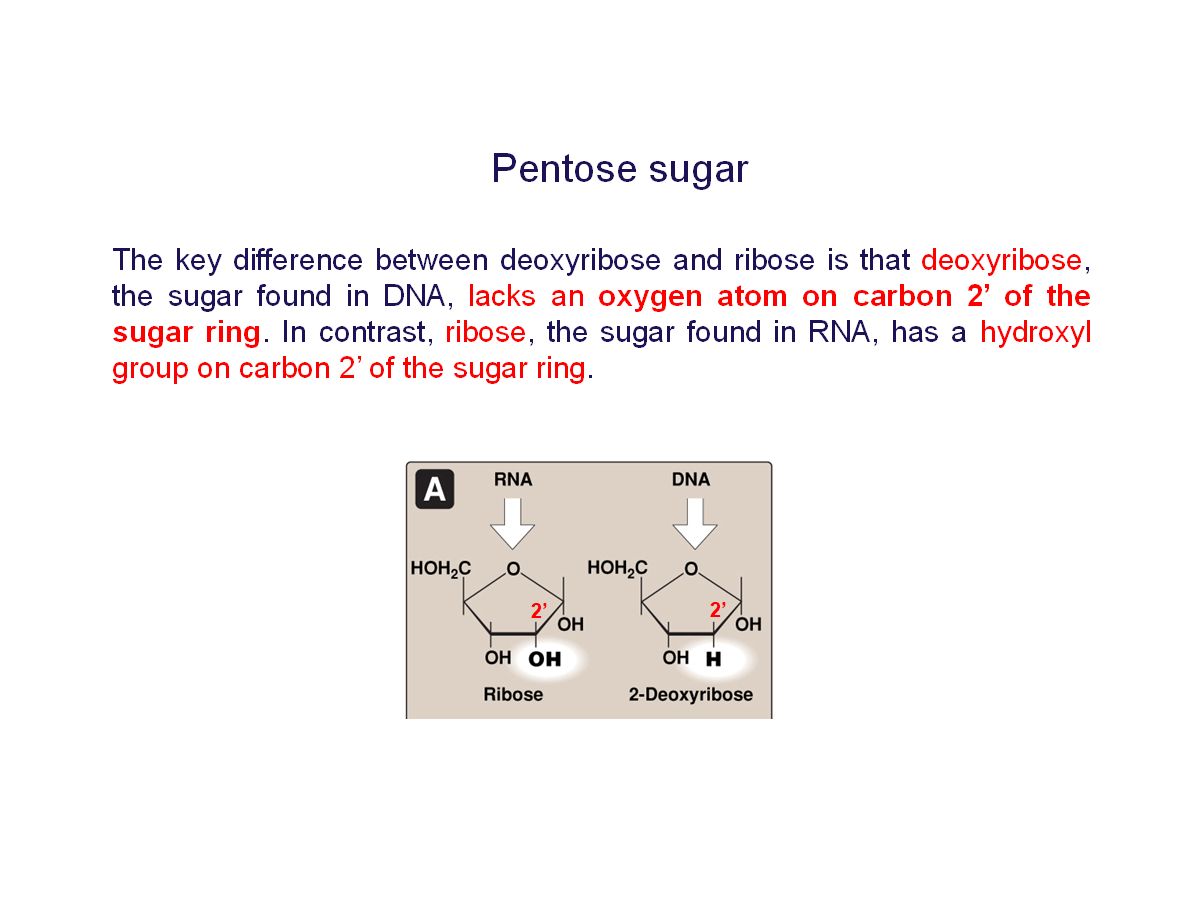 Pentose sugar
The key difference between deoxyribose and ribose is that deoxyribose,
the sugar found in DNA, lacks an oxygen atom on carbon 2’ of the
sugar ring. In contrast, ribose, the sugar found in RNA, has a hydroxyl
group on carbon 2’ of the sugar ring.
A RNA DNA
HOH₂C O HOH₂C O
2’ 2’
OH OH
OH OH OH H
Ribose 2-Deoxyribose